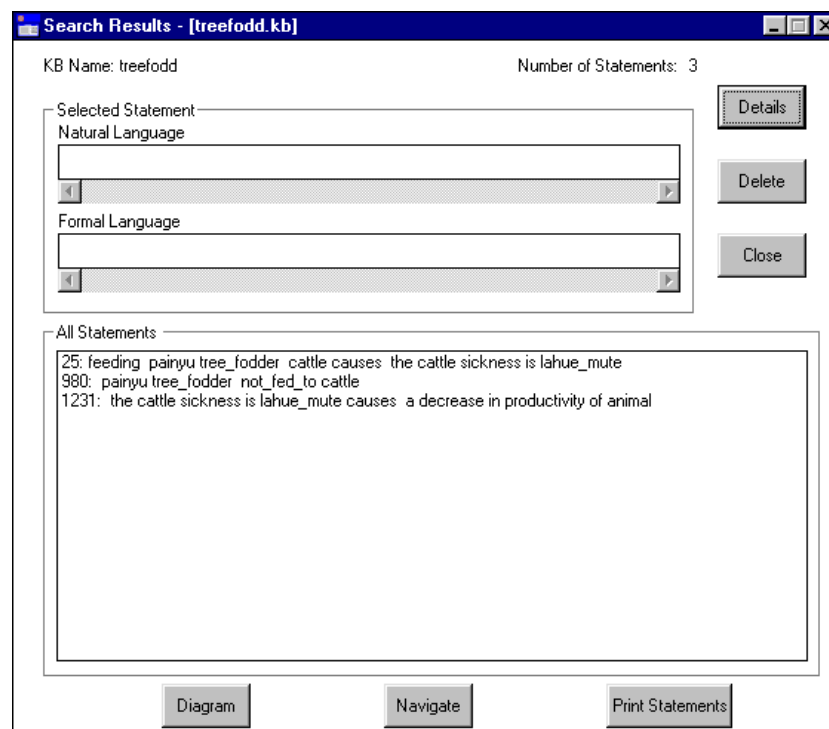 Search Results - [treefodd.kb]
KB Name: treefodd
Number of Statements: 3
Selected Statement
Natural Language
Formal Language
Details
Delete
Close
All Statements
25: feeding painyu tree_fodder cattle causes the cattle sickness is lahue_mute
980: painyu tree_fodder not_fed_to cattle
1231: the cattle sickness is lahue_mute causes a decrease in productivity of animal
Diagram
Navigate
Print Statements